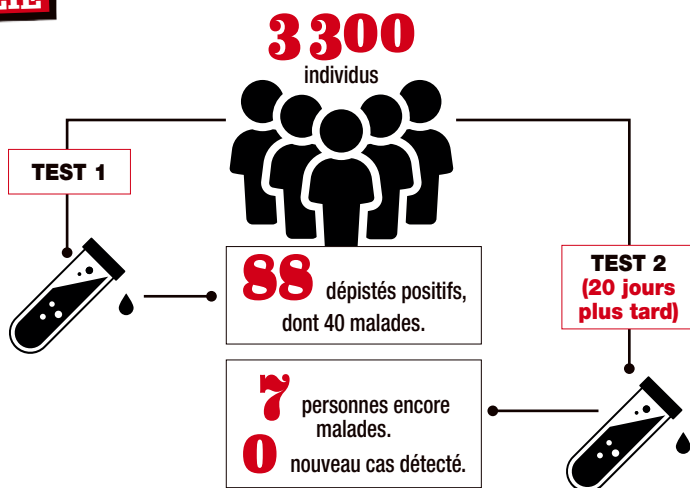 3 300
individus
TEST 1
88 dépistés positifs,
dont 40 malades.
TEST 2
(20 jours
plus tard)
7 personnes encore
malades.
0 nouveau cas détecté.